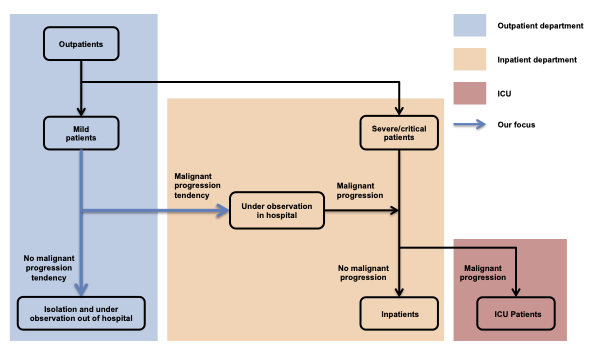 Outpatients
Outpatient department
Inpatient department
ICU
Our focus
Mild
patients
Severe/critical
patients
Malignant
progression
tendency
Under observation
in hospital
Malignant
progression
No malignant
progression
tendency
No malignant
progression
Malignant
progression
Isolation and under
observation out of hospital
Inpatients
ICU Patients